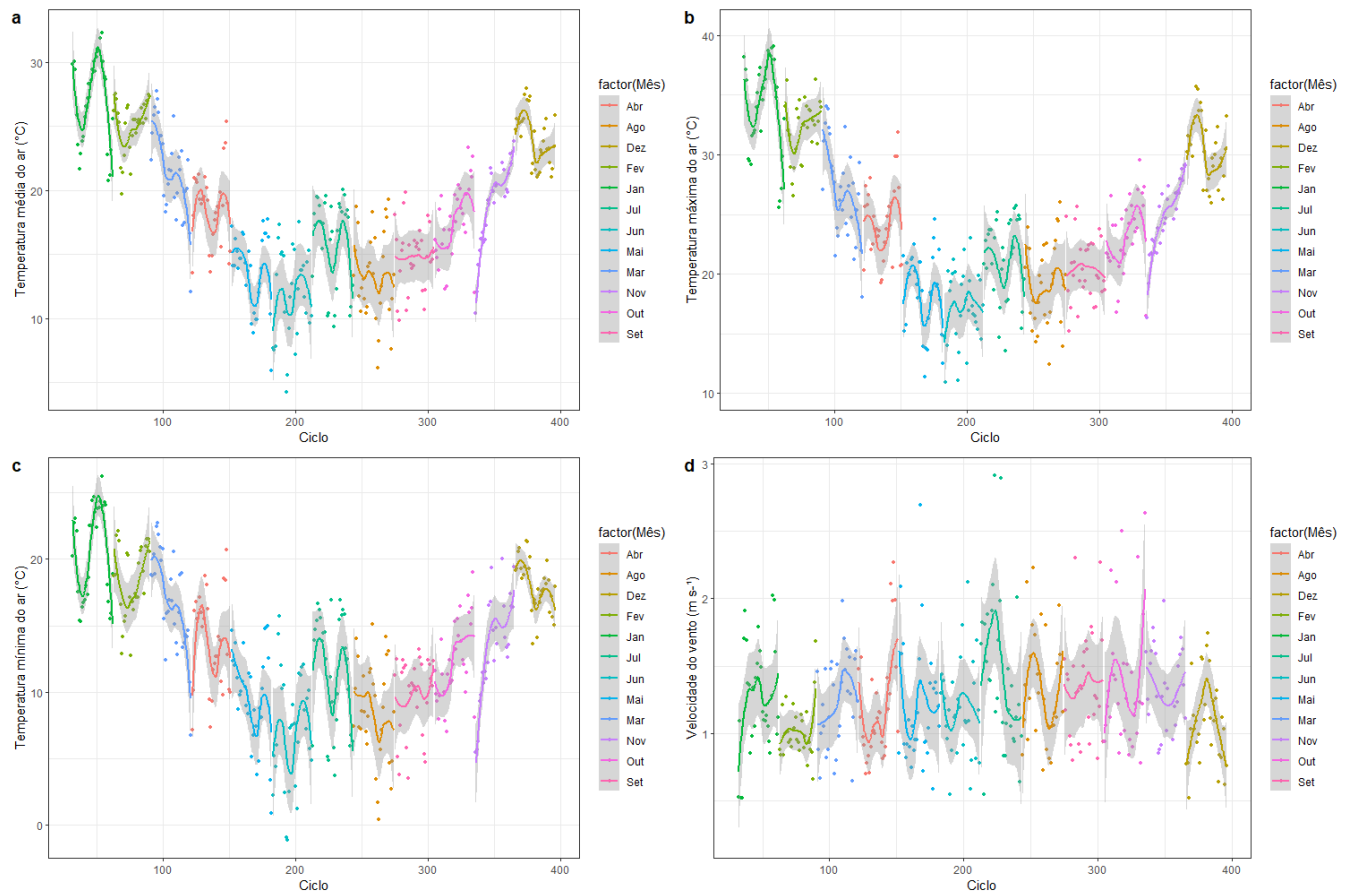 a
Temperatura média do ar (°C)
30
20
10
100
200
300
400
Ciclo
factor(Mês)
Abr
Ago
Dez
Fev
Jan
Jul
Jun
Mai
Mar
Nov
Out
Set
b
Temperatura máxima do ar (°C)
40
30
20
10
100
200
300
400
Ciclo
factor(Mês)
Abr
Ago
Dez
Fev
Jan
Jul
Jun
Mai
Mar
Nov
Out
Set
c
Temperatura mínima do ar (°C)
20
10
0
100
200
300
400
Ciclo
factor(Mês)
Abr
Ago
Dez
Fev
Jan
Jul
Jun
Mai
Mar
Nov
Out
Set
d
Velocidade do vento (m s-¹)
3
2
1
100
200
300
400
Ciclo
factor(Mês)
Abr
Ago
Dez
Fev
Jan
Jul
Jun
Mai
Mar
Nov
Out
Set